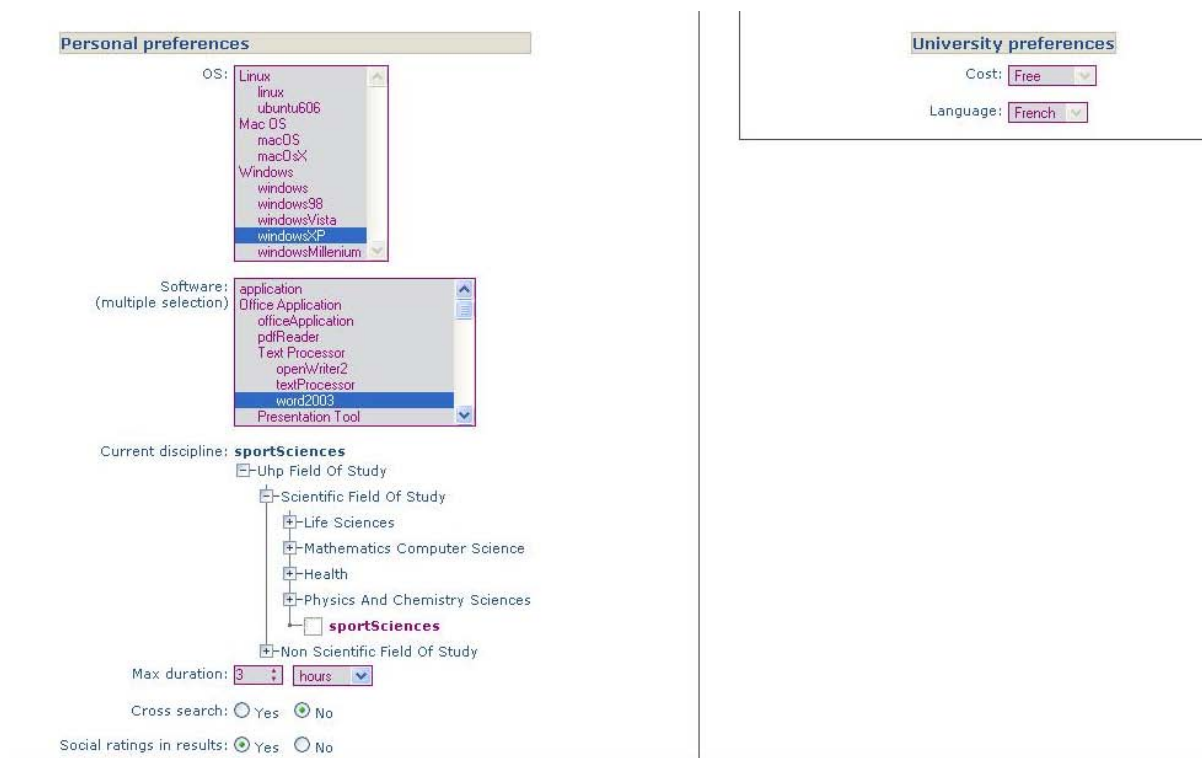 Personal preferences
OS:
Linux
linux
ubuntu606
Mac OS
macOS
macOsX
Windows
windows
windows98
windowsVista
windowsXP
windowsMillenium
Software:
(multiple selection)
application
Office Application
officeApplication
pdfReader
Text Processor
openWriter2
textProcessor
word2003
Presentation Tool
Current discipline: sportSciences
Uhp Field Of Study
Scientific Field Of Study
Life Sciences
Mathematics Computer Science
Health
Physics And Chemistry Sciences
sportSciences
Non Scientific Field Of Study
Max duration: 3 hours
Cross search: Yes No
Social ratings in results: Yes No
University preferences
Cost: Free
Language: French